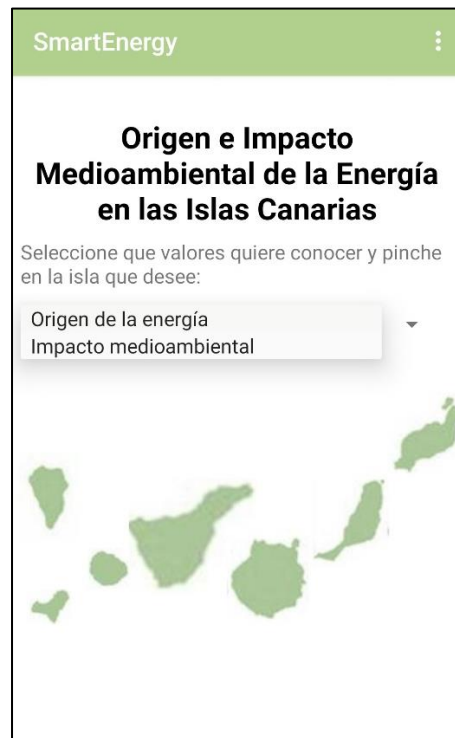 SmartEnergy
Origen e Impacto
Medioambiental de la Energía
en las Islas Canarias
Seleccione que valores quiere conocer y pinche
en la isla que desee:
Origen de la energía
Impacto medioambiental